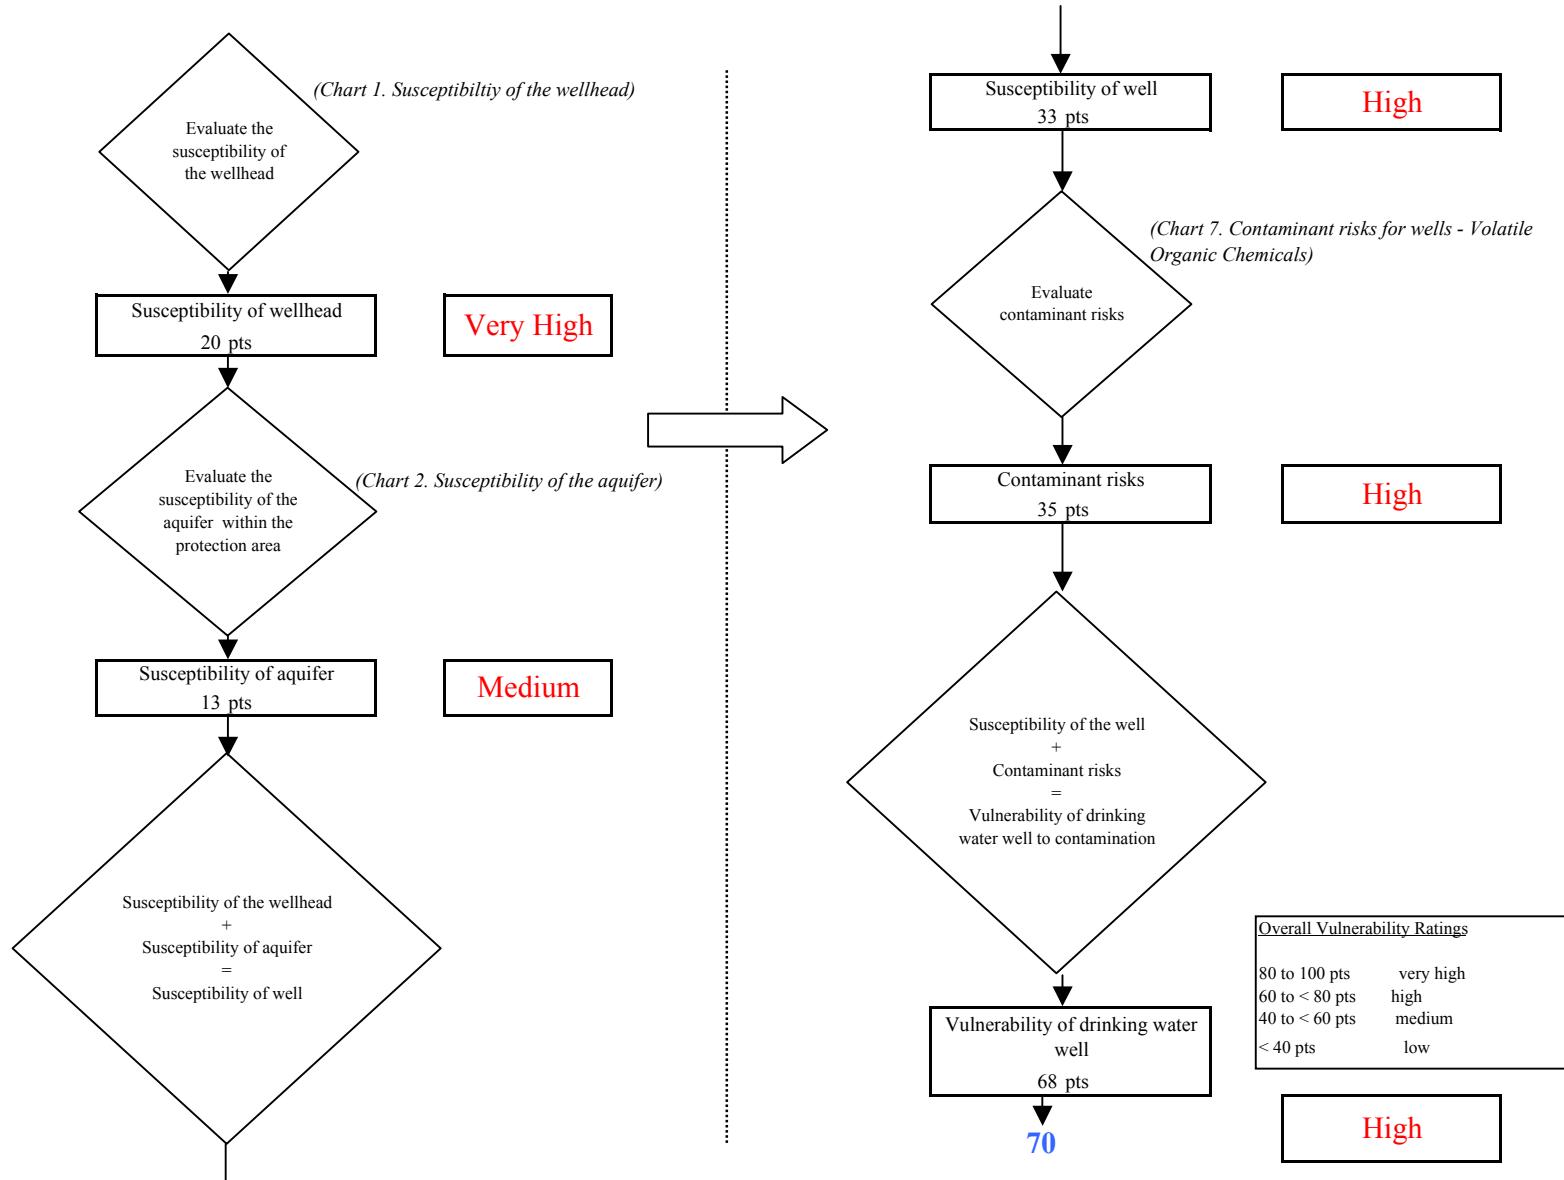 (Chart 1. Susceptibiltiy of the wellhead)
Evaluate the
susceptibility of
the wellhead
Susceptibility of wellhead
20 pts
Very High
(Chart 2. Susceptibility of the aquifer)
Evaluate the
susceptibility of the
aquifer within the
protection area
Susceptibility of aquifer
13 pts
Medium
Susceptibility of the wellhead
+
Susceptibility of aquifer
=
Susceptibility of well
Susceptibility of well
33 pts
High
(Chart 7. Contaminant risks for wells - Volatile
Organic Chemicals)
Evaluate
contaminant risks
Contaminant risks
35 pts
High
Susceptibility of the well
+
Contaminant risks
=
Vulnerability of drinking
water well to contamination
Overall Vulnerability Ratings
80 to 100 pts very high
60 to < 80 pts high
40 to < 60 pts medium
< 40 pts low
Vulnerability of drinking water
well
68 pts
70
High